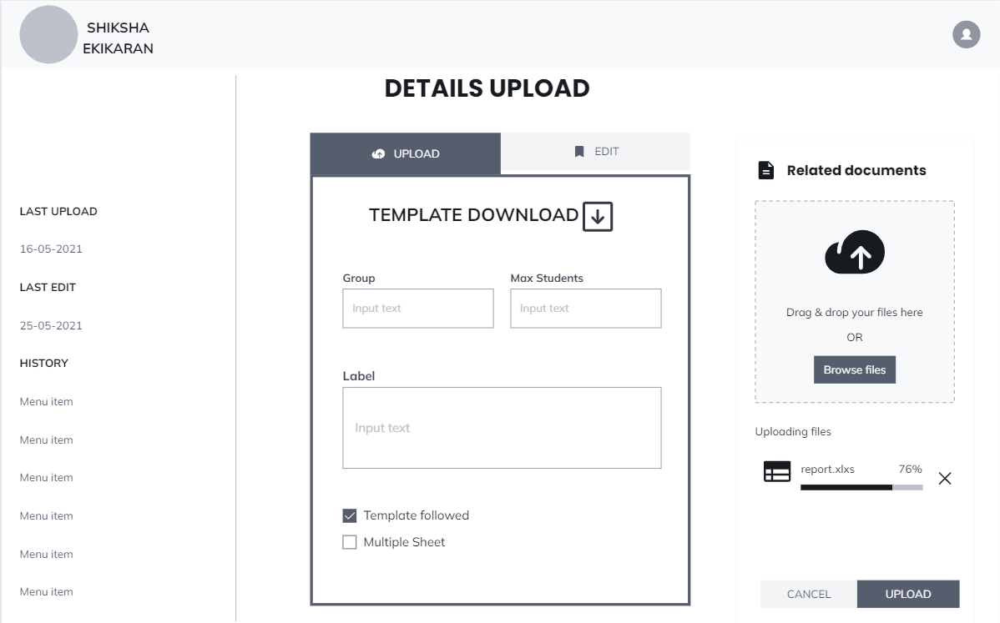 SHIKSHA
EKIKARAN
DETAILS UPLOAD
LAST UPLOAD
16-05-2021
LAST EDIT
25-05-2021
HISTORY
Menu item
Menu item
Menu item
Menu item
Menu item
Menu item
UPLOAD
EDIT
TEMPLATE DOWNLOAD
Group
Max Students
Input text
Input text
Label
Input text
Template followed
Multiple Sheet
Related documents
Drag & drop your files here
OR
Browse files
Uploading files
report.xlxs 76%
CANCEL
UPLOAD